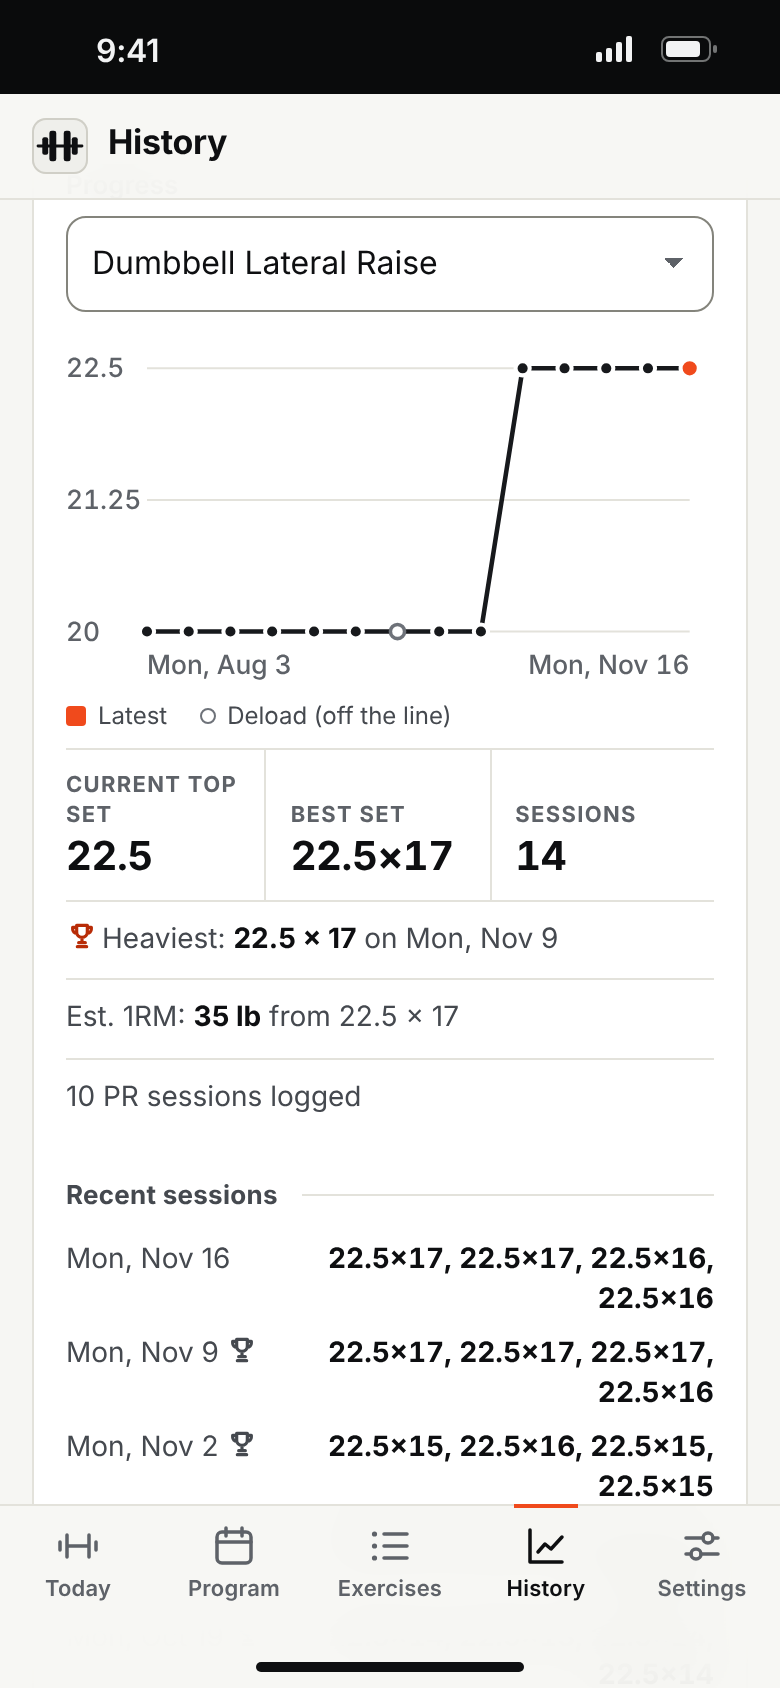 9:41
History
Progress
Dumbbell Lateral Raise
22.5
21.25
20
Mon, Aug 3 Mon, Nov 16
Latest Deload (off the line)
CURRENT TOP SET
22.5
BEST SET
22.5×17
SESSIONS
14
Heaviest: 22.5 × 17 on Mon, Nov 9
Est. 1RM: 35 lb from 22.5 × 17
10 PR sessions logged
Recent sessions
Mon, Nov 16 22.5×17, 22.5×17, 22.5×16,
22.5×16
Mon, Nov 9 22.5×17, 22.5×17, 22.5×17,
22.5×16
Mon, Nov 2 22.5×15, 22.5×16, 22.5×15,
22.5×15
Today Program Exercises History Settings
22.5×14